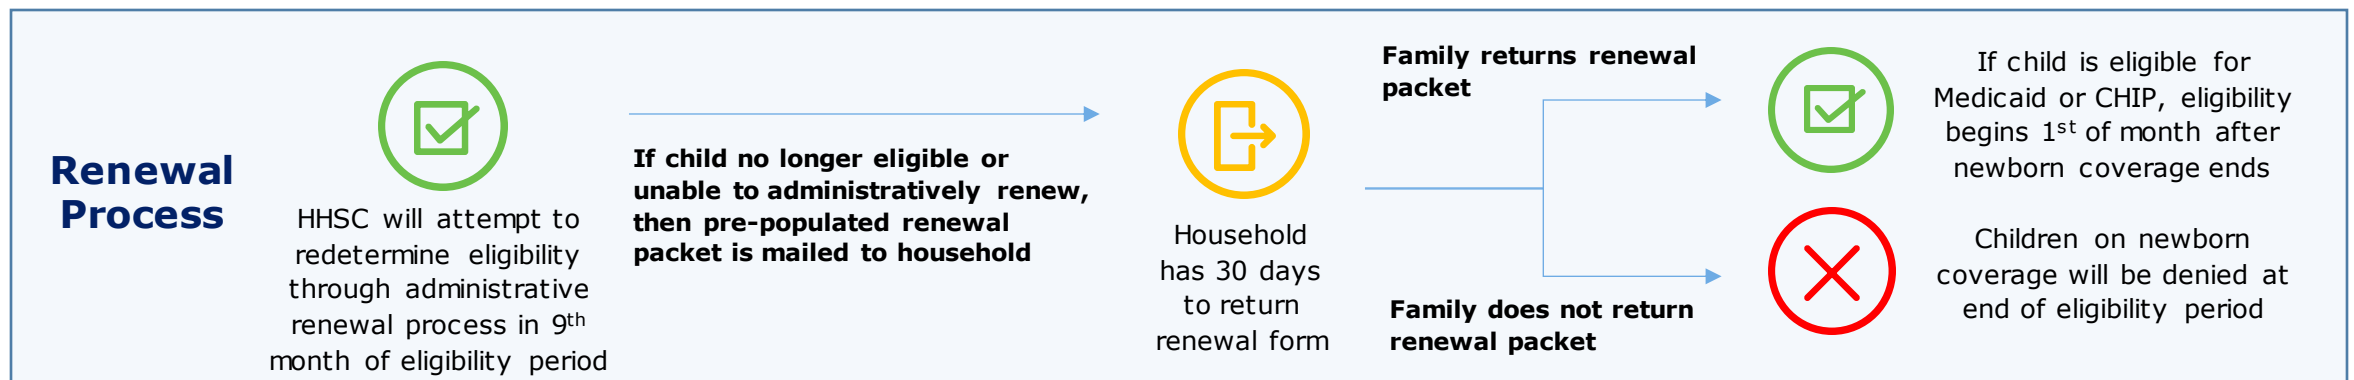 Renewal
Process
HHSC will attempt to
redetermine eligibility
through administrative
renewal process in 9th
month of eligibility period
If child no longer eligible or
unable to administratively renew,
then pre-populated renewal
packet is mailed to household
Household
has 30 days
to return
renewal form
Family returns renewal
packet
If child is eligible for
Medicaid or CHIP, eligibility
begins 1st of month after
newborn coverage ends
Family does not return
renewal packet
Children on newborn
coverage will be denied at
end of eligibility period